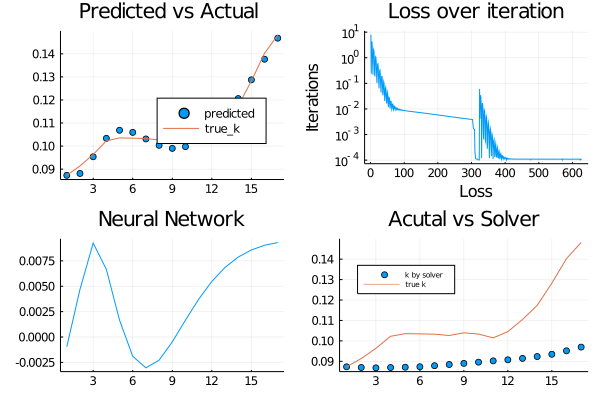 Predicted vs Actual
0.14
0.13
0.12
0.11
0.10
0.09
predicted
true_k
3 6 9 12 15
Loss over iteration
Iterations
10^1
10^0
10^-1
10^-2
10^-3
10^-4
0 100 200 300 400 500 600
Loss
Neural Network
0.0075
0.0050
0.0025
0.0000
-0.0025
3 6 9 12 15
Acutal vs Solver
0.14
0.13
0.12
0.11
0.10
0.09
k by solver
true k
3 6 9 12 15